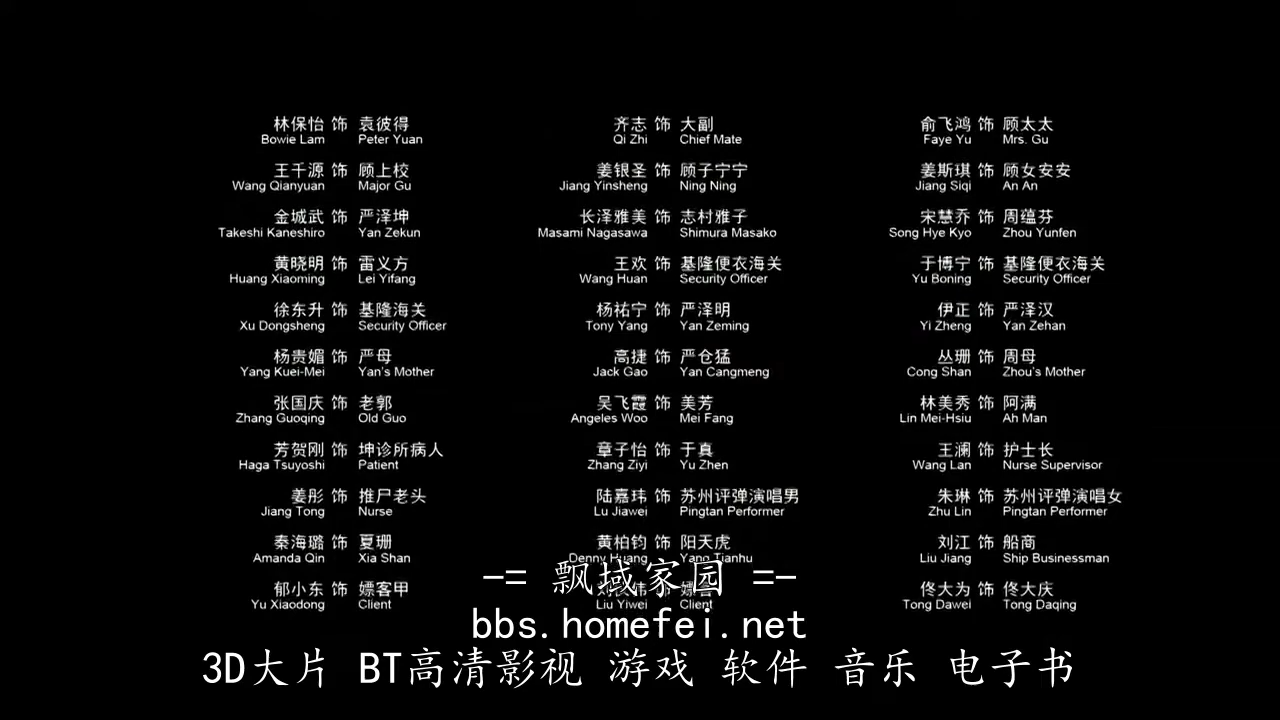 林保怡 饰 袁彼得
Bowie Lam Peter Yuan
齐志 饰 大副
Qi Zhi Chief Mate
俞飞鸿 饰 顾太太
Faye Yu Mrs. Gu
王千源 饰 顾上校
Wang Qianyuan Major Gu
姜银圣 饰 顾子宁宁
Jiang Yinsheng Ning Ning
姜斯琪 饰 顾女安安
Jiang Siqi An An
金城武 饰 严泽坤
Takeshi Kaneshiro Yan Zekun
长泽雅美 饰 志村雅子
Masami Nagasawa Shimura Masako
宋慧乔 饰 周蕴芬
Song Hye Kyo Zhou Yunfen
黄晓明 饰 雷义方
Huang Xiaoming Lei Yifang
王欢 饰 基隆便衣海关
Wang Huan Security Officer
于博宁 饰 基隆便衣海关
Yu Boning Security Officer
徐东升 饰 基隆海关
Xu Dongsheng Security Officer
杨祐宁 饰 严泽明
Tony Yang Yan Zeming
伊正 饰 严泽汉
Yi Zheng Yan Zehan
杨贵媚 饰 严母
Yang Kuei-Mei Yan's Mother
高捷 饰 严仓猛
Jack Gao Yan Cangmeng
丛珊 饰 周母
Cong Shan Zhou's Mother
张国庆 饰 老郭
Zhang Guoqing Old Guo
吴飞霞 饰 美芳
Angeles Woo Mei Fang
林美秀 饰 阿满
Lin Mei-Hsiu Ah Man
芳贺刚 饰 坤诊所病人
Haga Tsuyoshi Patient
章子怡 饰 于真
Zhang Ziyi Yu Zhen
王澜 饰 护士长
Wang Lan Nurse Supervisor
姜彤 饰 推尸老头
Jiang Tong Nurse
陆嘉玮 饰 苏州评弹演唱男
Lu Jiawei Pingtan Performer
朱琳 饰 苏州评弹演唱女
Zhu Lin Pingtan Performer
秦海璐 饰 夏珊
Amanda Qin Xia Shan
黄柏钧 饰 阳天虎
Denny Huang Yang Tianhu
刘江 饰 船商
Liu Jiang Ship Businessman
郁小东 饰 嫖客甲
Yu Xiaodong Client
饰
Liu Yiwei Client
佟大为 饰 佟大庆
Tong Dawei Tong Daqing
-= 飘域家园 =-
bbs.homefei.net
3D大片 BT高清影视 游戏 软件 音乐 电子书